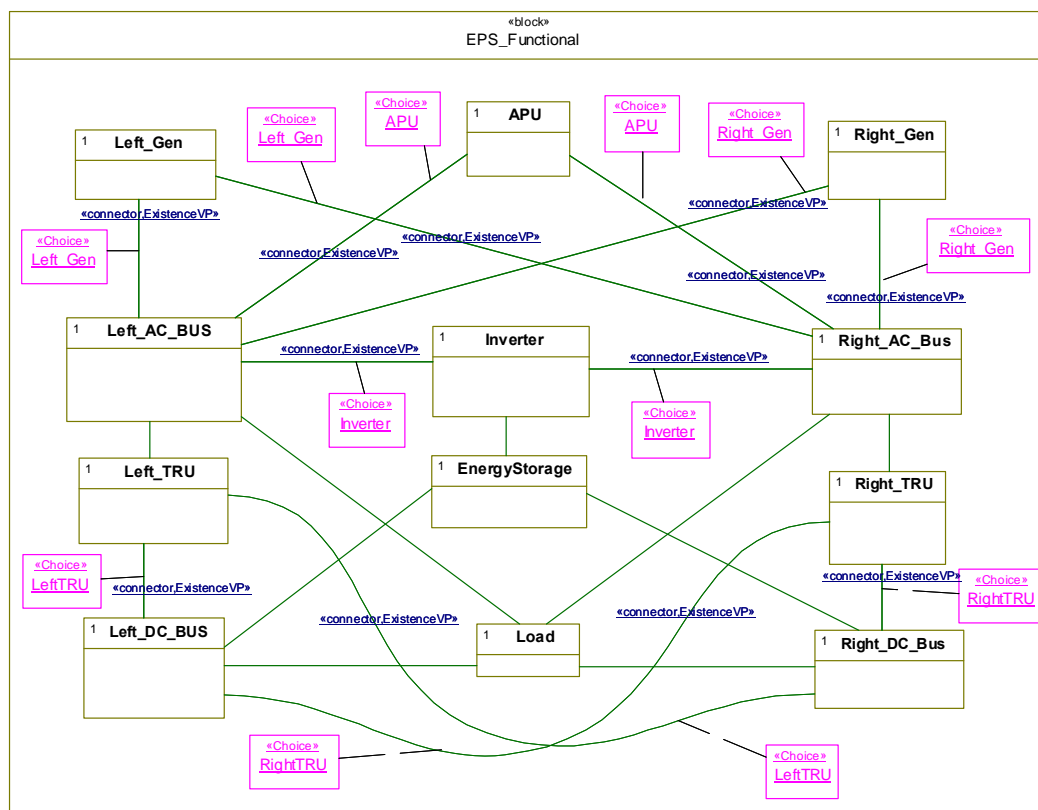 «block»
EPS_Functional
«Choice»
APU
«Choice»
APU
1
APU
«Choice»
Right_Gen
«Choice»
Left_Gen
1
Left_Gen
1
Right_Gen
«connector,ExistenceVP»
«connector,ExistenceVP»
«connector,ExistenceVP»
«Choice»
Left_Gen
«connector,ExistenceVP»
«connector,ExistenceVP»
«Choice»
Right_Gen
«connector,ExistenceVP»
«connector,ExistenceVP»
1
Left_AC_BUS
1
Inverter
1
Right_AC_Bus
«connector,ExistenceVP»
«connector,ExistenceVP»
«Choice»
Inverter
«Choice»
Inverter
1
Left_TRU
1
EnergyStorage
1
Right_TRU
«Choice»
LeftTRU
«connector,ExistenceVP»
«connector,ExistenceVP»
«Choice»
RightTRU
«connector,ExistenceVP»
«connector,ExistenceVP»
1
Left_DC_BUS
1
Load
1
Right_DC_Bus
«Choice»
RightTRU
«Choice»
LeftTRU